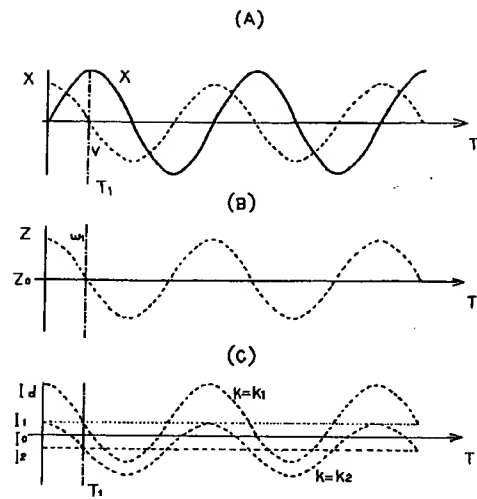 (A)
X
X
V
T
T1
(B)
Z
ω1
Z0
T
(C)
Id
k=k1
I1
I0
T
I2
k=k2
T1